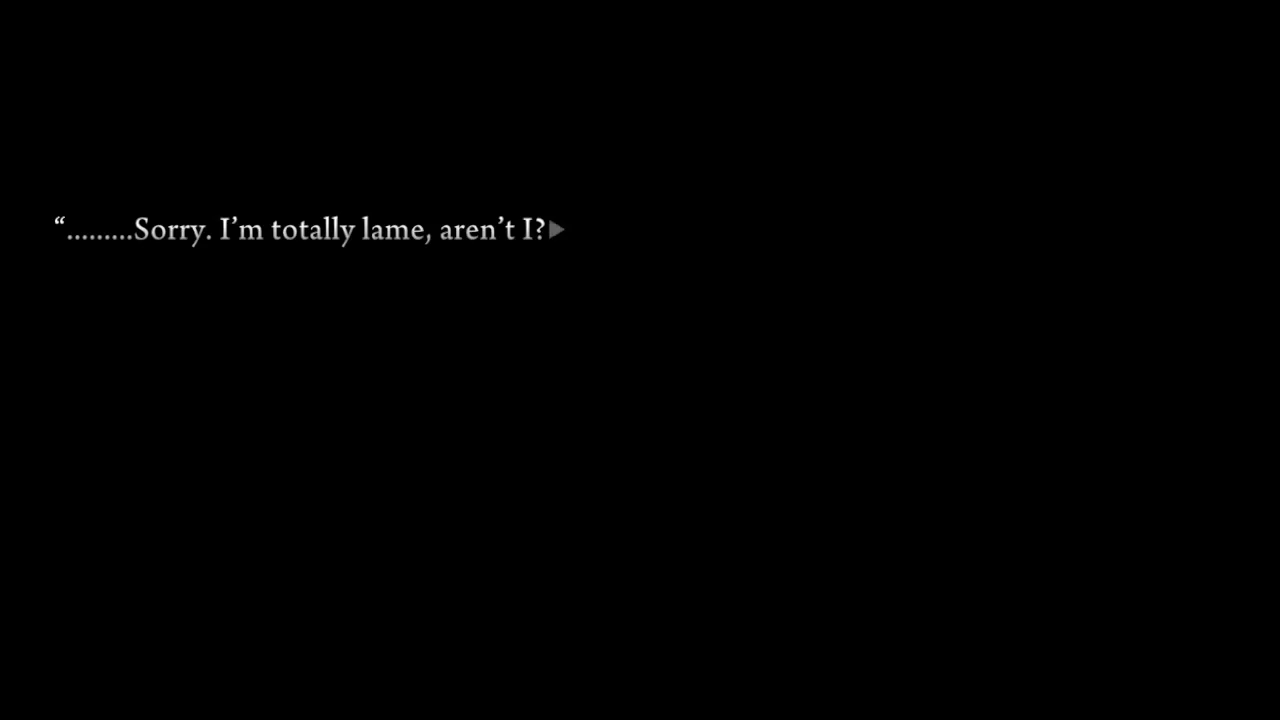 “.........Sorry. I’m totally lame, aren’t I?